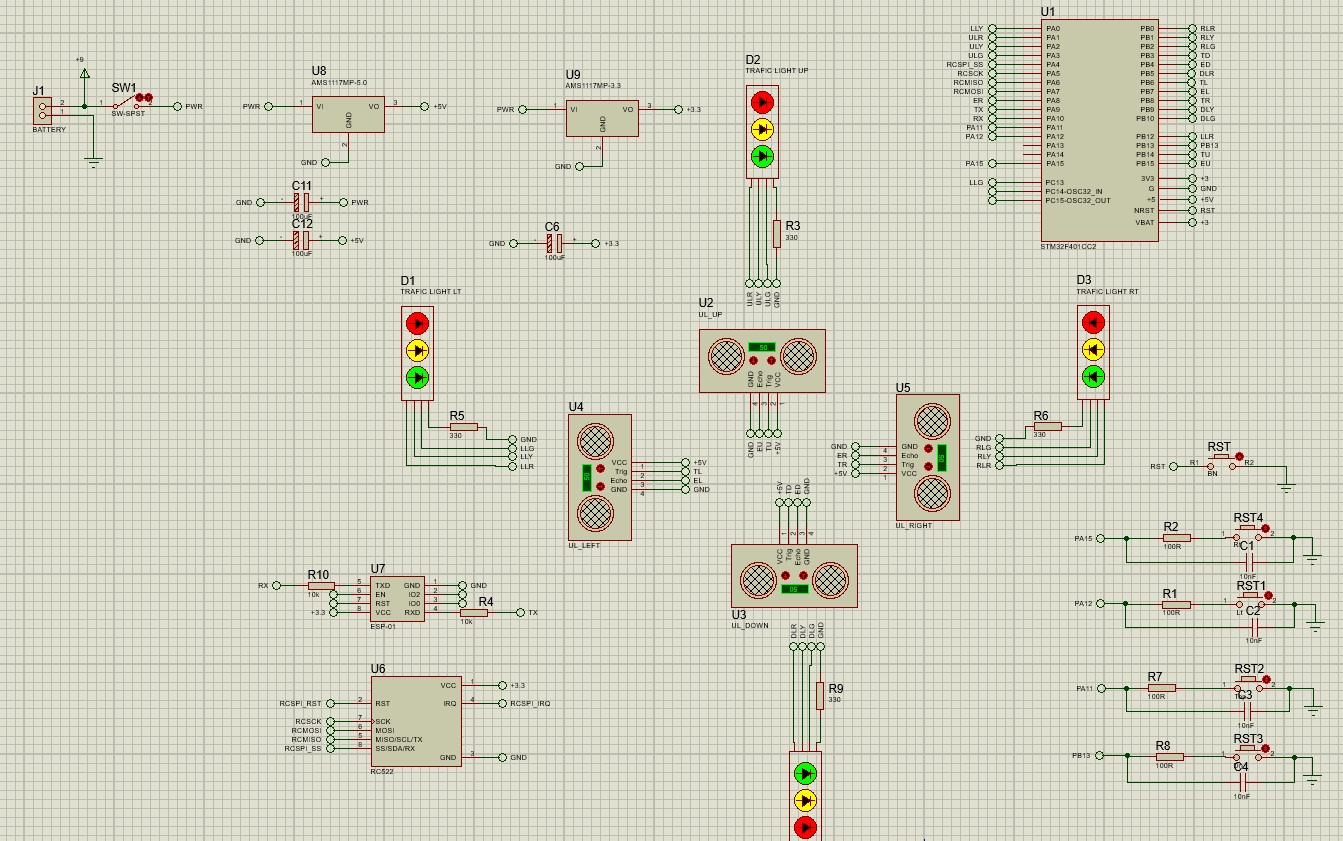 +9
J1
2
1
BATTERY
SW1
1
2
SW-SPST
PWR
U8
AMS1117MP-5.0
PWR
1
VI
VO
3
+5V
GND
2
GND
U9
AMS1117MP-3.3
PWR
1
VI
VO
3
+3.3
GND
2
GND
C11
GND
-
+
PWR
100uF
C12
GND
-
+
+5V
100uF
C6
GND
-
+
+3.3
100uF
D2
TRAFIC LIGHT UP
R3
330
ULR
ULY
ULG
GND
U1
LLY PA0 PB0 RLR
ULR PA1 PB1 RLY
ULY PA2 PB2 RLG
ULG PA3 PB3 TD
RCSPI_SS PA4 PB4 ED
RCSCK PA5 PB5 DLR
RCMISO PA6 PB6 TL
RCMOSI PA7 PB7 EL
ER PA8 PB8 TR
TX PA9 PB9 DLY
RX PA10 PB10 DLG
PA11 PA11
PA12 PA12 PB12 LLR
PA13 PB13 PB13
PA14 PB14 TU
PA15 PA15 PB15 EU
3V3 +3
LLG PC13 G GND
PC14-OSC32_IN +5 +5V
PC15-OSC32_OUT NRST RST
VBAT +3
STM32F401CC2
D1
TRAFIC LIGHT LT
R5
330
GND
LLG
LLY
LLR
U2
UL_UP
50
GND
Echo
Trig
VCC
4
3
2
1
GND
EU
TU
+5V
D3
TRAFIC LIGHT RT
R6
330
GND
RLG
RLY
RLR
U4
50
VCC 1 +5V
Trig 2 TL
Echo 3 EL
GND 4 GND
UL_LEFT
U5
GND GND
ER 4 Echo
TR 3 Trig
+5V 2 VCC
1
50
UL_RIGHT
+5V
TD
ED
GND
1
2
3
4
VCC
Trig
Echo
GND
50
U3
UL_DOWN
DLR
DLY
DLG
GND
R9
330
RST
RST
R1
R2
BN
PA15
R2
100R
RST4
1
2
C1
10nF
PA12
R1
100R
RST1
1
2
Lt
C2
10nF
PA11
R7
100R
RST2
1
2
C3
10nF
PB13
R8
100R
RST3
1
2
C4
10nF
U7
RX
R10
10k
5 TXD GND 1 GND
6 EN IO2 2
7 RST IO0 3
+3.3 8 VCC RXD 4
R4
10k
TX
ESP-01
U6
VCC 1 +3.3
RCSPI_RST 2 RST IRQ 4 RCSPI_IRQ
RCSCK 7 SCK
RCMOSI 6 MOSI
RCMISO 5 MISO/SCL/TX
RCSPI_SS 8 SS/SDA/RX
GND 3 GND
RC522